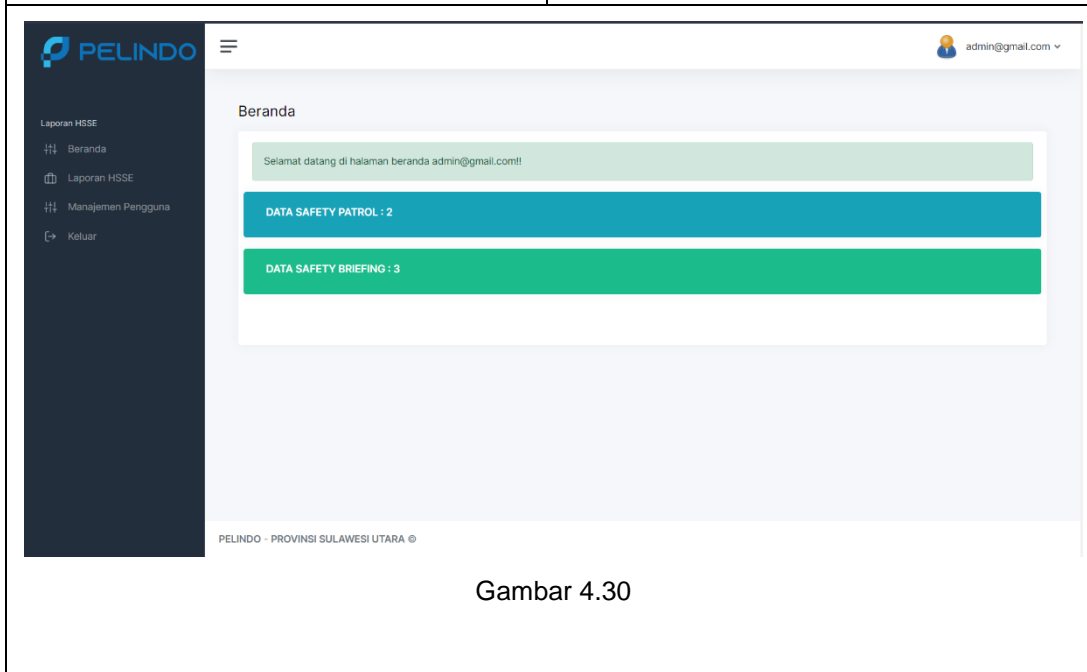 PELINDO
admin@gmail.com
Laporan HSSE
Beranda
Laporan HSSE
Manajemen Pengguna
Keluar
Beranda
Selamat datang di halaman beranda admin@gmail.com!!
DATA SAFETY PATROL : 2
DATA SAFETY BRIEFING : 3
PELINDO - PROVINSI SULAWESI UTARA ©
Gambar 4.30